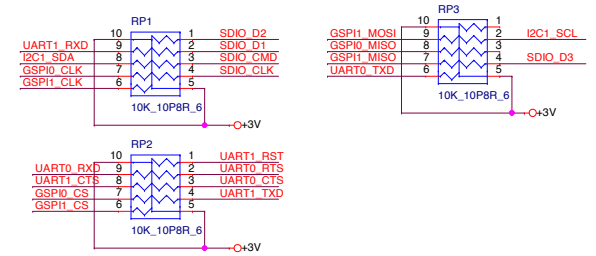 RP1
10 1 SDIO_D2
UART1_RXD 9 2 SDIO_D1
I2C1_SDA 8 3 SDIO_CMD
GSPI0_CLK 7 4 SDIO_CLK
GSPI1_CLK 6 5
10K_10P8R_6
+3V
RP3
10 1
GSPI1_MOSI 9 2 I2C1_SCL
GSPI0_MISO 8 3
GSPI1_MISO 7 4 SDIO_D3
UART0_TXD 6 5
10K_10P8R_6
+3V
RP2
10 1 UART1_RST
UART0_RXD 9 2 UART0_RTS
UART1_CTS 8 3 UART0_CTS
GSPI0_CS 7 4 UART1_TXD
GSPI1_CS 6 5
10K_10P8R_6
+3V